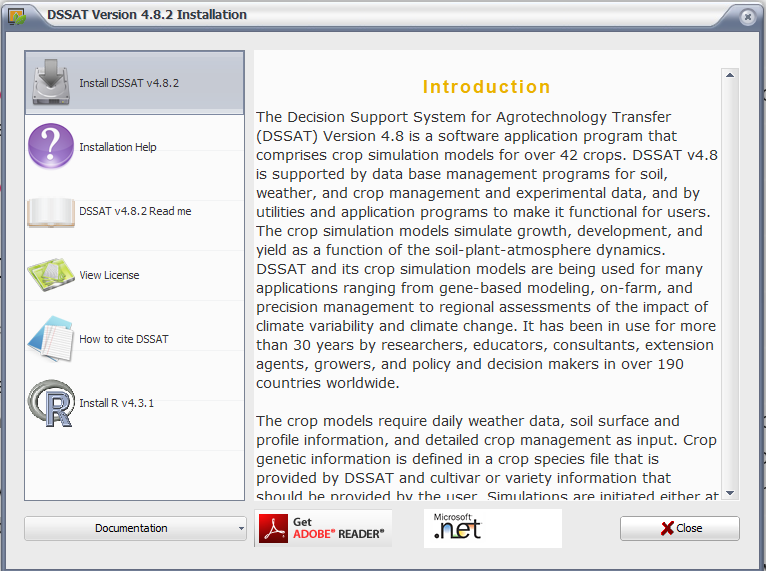 DSSAT Version 4.8.2 Installation
Install DSSAT v4.8.2
Installation Help
DSSAT v4.8.2 Read me
View License
How to cite DSSAT
R
Install R v4.3.1
Introduction
The Decision Support System for Agrotechnology Transfer
(DSSAT) Version 4.8 is a software application program that
comprises crop simulation models for over 42 crops. DSSAT v4.8
is supported by data base management programs for soil,
weather, and crop management and experimental data, and by
utilities and application programs to make it functional for users.
The crop simulation models simulate growth, development, and
yield as a function of the soil-plant-atmosphere dynamics.
DSSAT and its crop simulation models are being used for many
applications ranging from gene-based modeling, on-farm, and
precision management to regional assessments of the impact of
climate variability and climate change. It has been in use for more
than 30 years by researchers, educators, consultants, extension
agents, growers, and policy and decision makers in over 190
countries worldwide.
The crop models require daily weather data, soil surface and
profile information, and detailed crop management as input. Crop
genetic information is defined in a crop species file that is
provided by DSSAT and cultivar or variety information that
should be provided by the user. Simulations are initiated either at
Documentation
Get
ADOBE® READER®
Microsoft
.net
Close